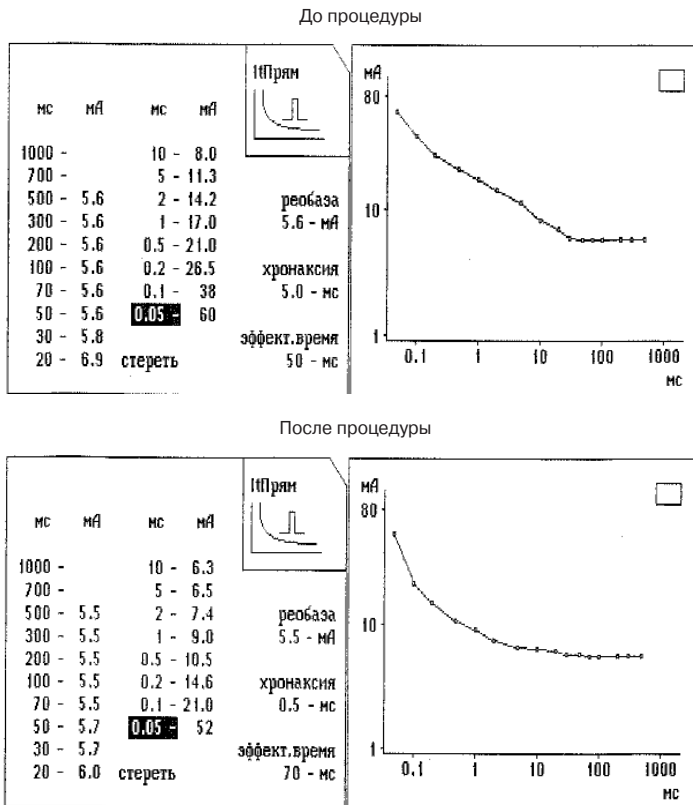 До процедуры
ItПрям
мс мА мс мА
1000 - 10 - 8.0
700 - 5 - 11.3
500 - 5.6 2 - 14.2
300 - 5.6 1 - 17.0
200 - 5.6 0.5 - 21.0
100 - 5.6 0.2 - 26.5
70 - 5.6 0.1 - 38
50 - 5.6 0.05 - 60
30 - 5.8
20 - 6.9 стереть
реобаза
5.6 - мА
хронаксия
5.0 - мс
эффект.время
50 - мс
мА
80
10
1
0.1 1 10 100 1000
мс
После процедуры
ItПрям
мс мА мс мА
1000 - 10 - 6.3
700 - 5 - 6.5
500 - 5.5 2 - 7.4
300 - 5.5 1 - 9.0
200 - 5.5 0.5 - 10.5
100 - 5.5 0.2 - 14.6
70 - 5.5 0.1 - 21.0
50 - 5.7 0.05 - 52
30 - 5.7
20 - 6.0 стереть
реобаза
5.5 - мА
хронаксия
0.5 - мс
эффект.время
70 - мс
мА
80
10
1
0.1 1 10 100 1000
мс